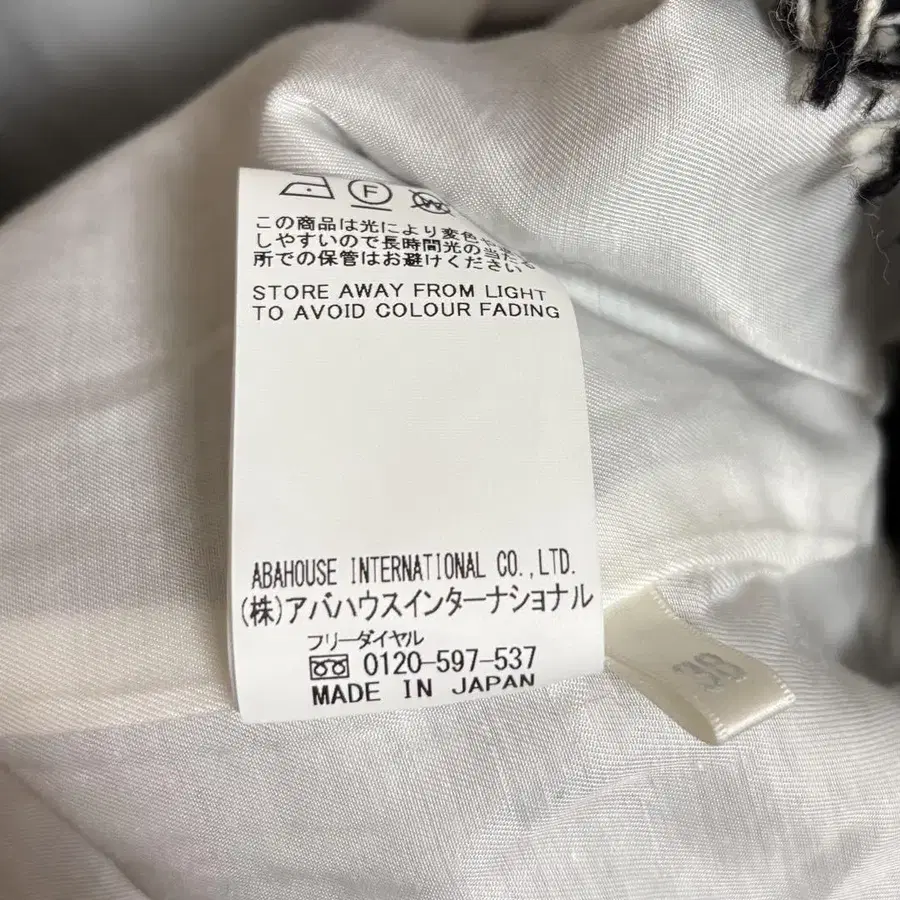 F W
この商品は光により変色や
しやすいので長時間光の当たる
所での保管はお避けください
STORE AWAY FROM LIGHT
TO AVOID COLOUR FADING
ABAHOUSE INTERNATIONAL CO.,LTD.
(株)アバハウスインターナショナル
フリーダイヤル
0120-597-537
MADE IN JAPAN
38